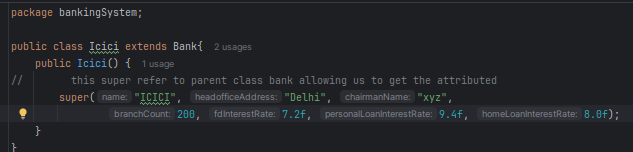 package bankingSystem;
public class Icici extends Bank{ 2 usages
public Icici() { 1 usage
// this super refer to parent class bank allowing us to get the attributed
super( name: "ICICI", headofficeAddress: "Delhi", chairmanName: "xyz",
branchCount: 200, fdInterestRate: 7.2f, personalLoanInterestRate: 9.4f, homeLoanInterestRate: 8.0f);
}
}